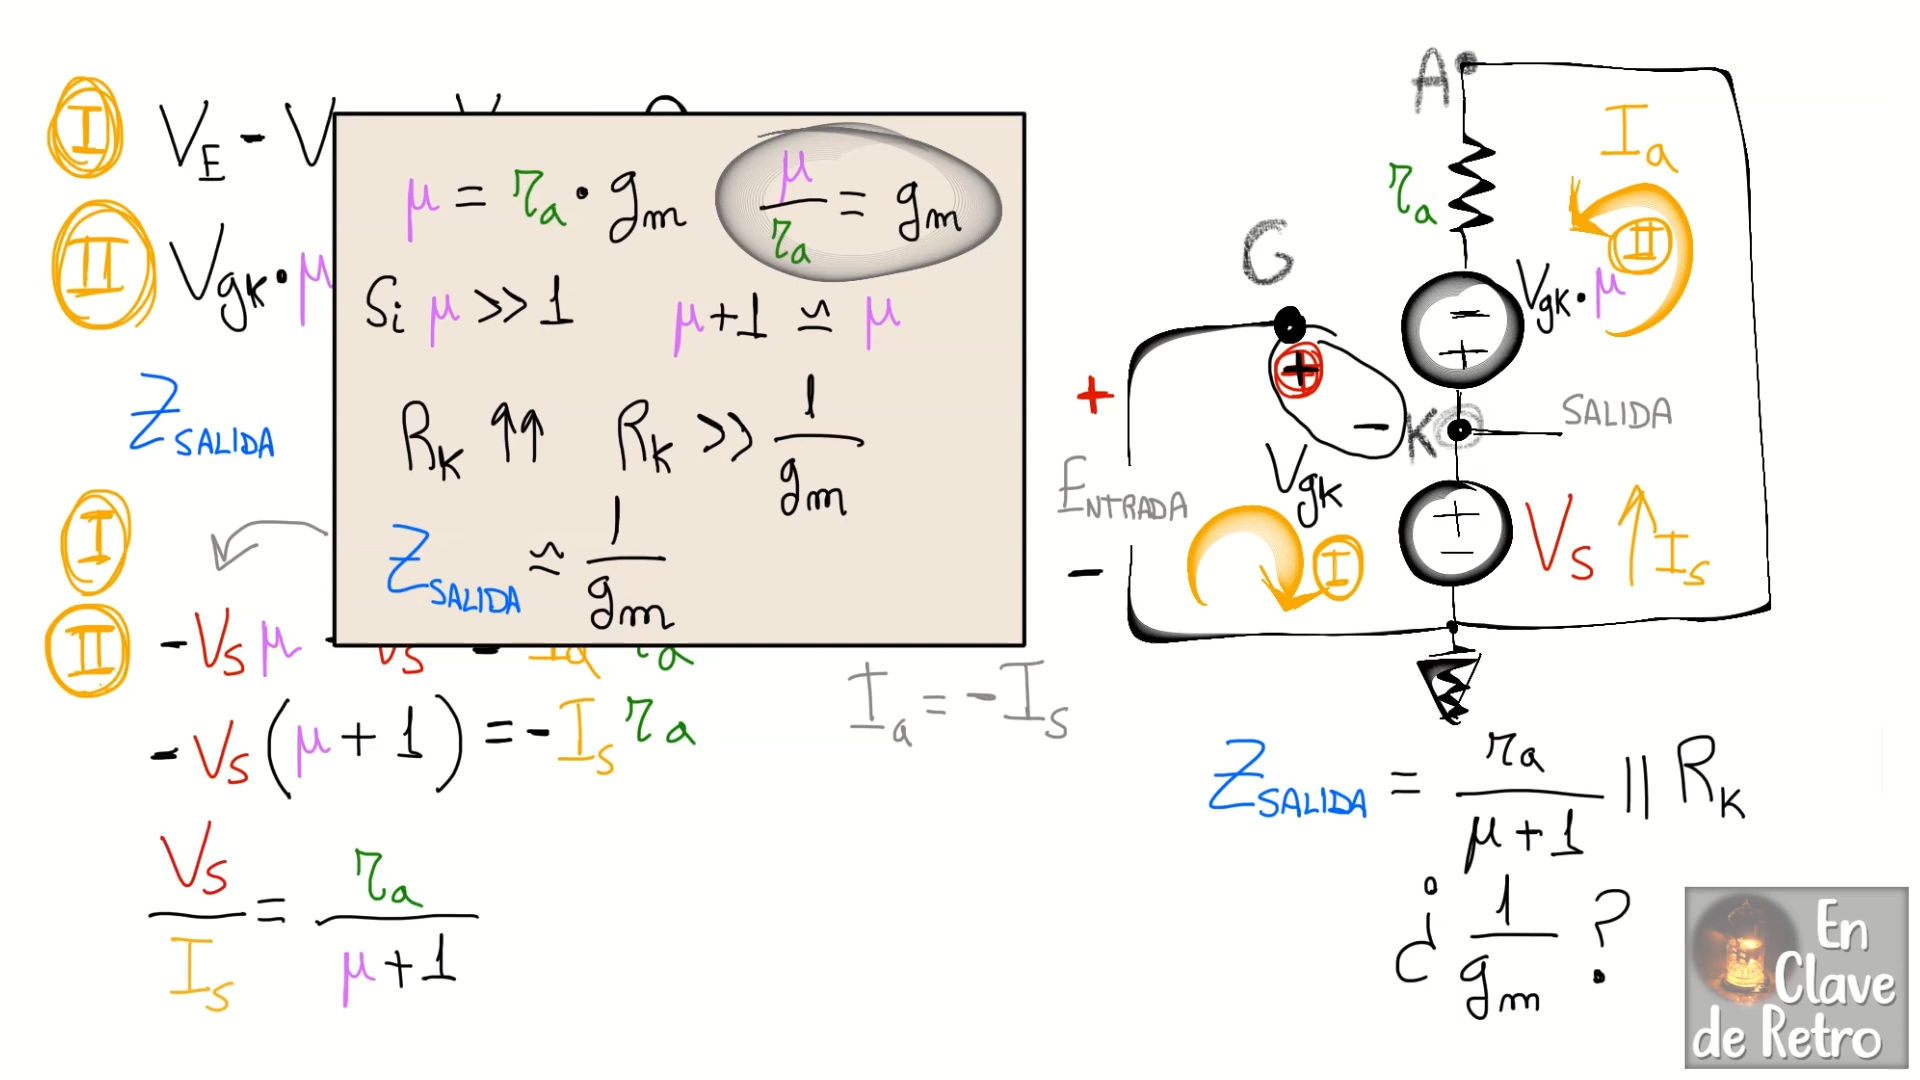 I V_E - V
II V_gk · μ
Z_SALIDA
I
II -V_S μ
-V_S (μ + 1) = -I_S r_a
V_S / I_S = r_a / (μ + 1)
I_a = -I_S
μ = r_a · g_m
μ / r_a = g_m
Si μ >> 1
μ+1 ≃ μ
R_K ↑↑ R_K >> 1 / g_m
Z_SALIDA ≈ 1 / g_m
A
r_a
I_a
II
G
+
-
V_gk · μ
-
+
+
-
K
SALIDA
V_gk
ENTRADA
I
+
-
V_S
↑ I_S
Z_SALIDA = r_a / (μ + 1) || R_K
¿ 1 / g_m ?
En
Clave
de Retro